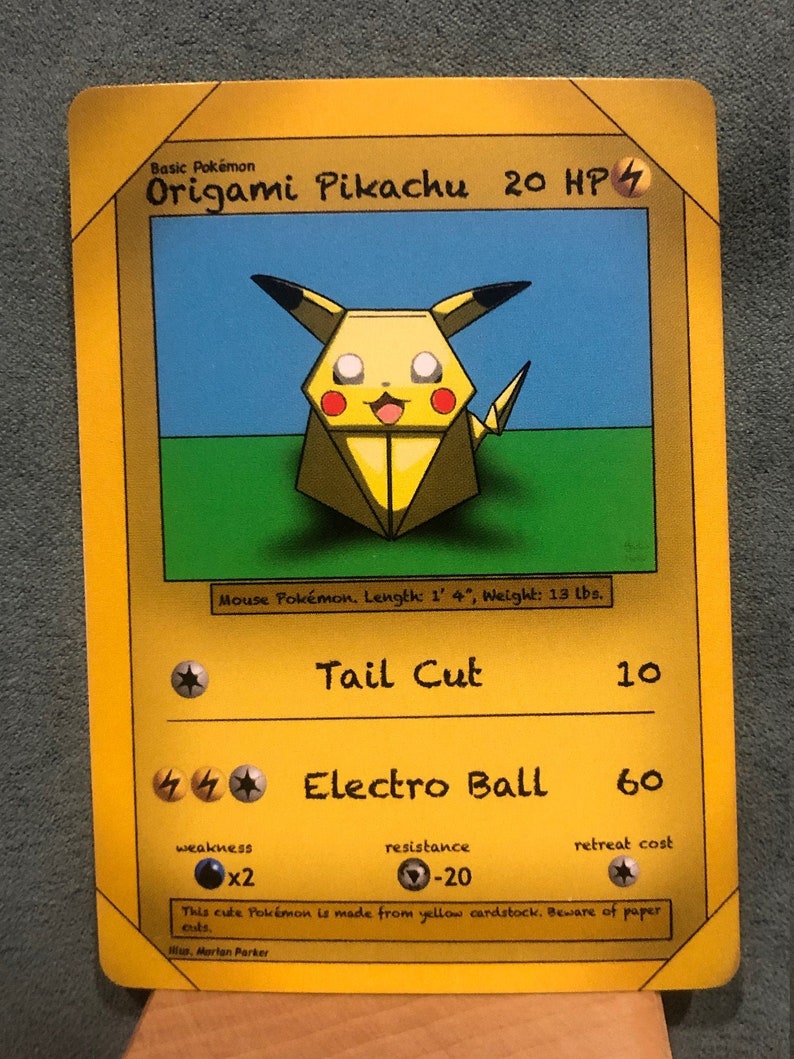 Basic Pokémon
Origami Pikachu 20 HP
Mouse Pokémon. Length: 1' 4", Weight: 13 lbs.
Tail Cut 10
Electro Ball 60
weakness resistance retreat cost
x2 -20
This cute Pokémon is made from yellow cardstock. Beware of paper
cuts.
Illus. Marlan Parker